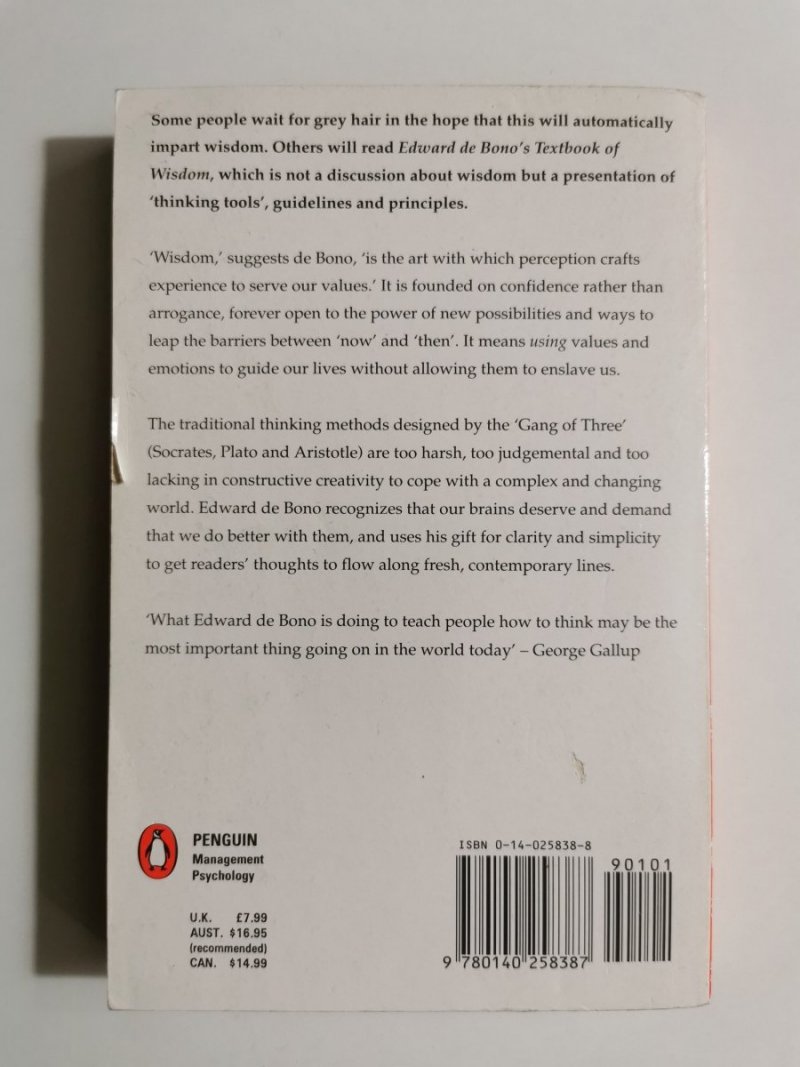 Some people wait for grey hair in the hope that this will automatically
impart wisdom. Others will read Edward de Bono's Textbook of
Wisdom, which is not a discussion about wisdom but a presentation of
'thinking tools', guidelines and principles.
'Wisdom,' suggests de Bono, 'is the art with which perception crafts
experience to serve our values.' It is founded on confidence rather than
arrogance, forever open to the power of new possibilities and ways to
leap the barriers between 'now' and 'then'. It means using values and
emotions to guide our lives without allowing them to enslave us.
The traditional thinking methods designed by the 'Gang of Three'
(Socrates, Plato and Aristotle) are too harsh, too judgemental and too
lacking in constructive creativity to cope with a complex and changing
world. Edward de Bono recognizes that our brains deserve and demand
that we do better with them, and uses his gift for clarity and simplicity
to get readers' thoughts to flow along fresh, contemporary lines.
'What Edward de Bono is doing to teach people how to think may be the
most important thing going on in the world today' – George Gallup
PENGUIN
Management
Psychology
U.K. £7.99
AUST. $16.95
(recommended)
CAN. $14.99
ISBN 0-14-025838-8
90101
9 780140 258387